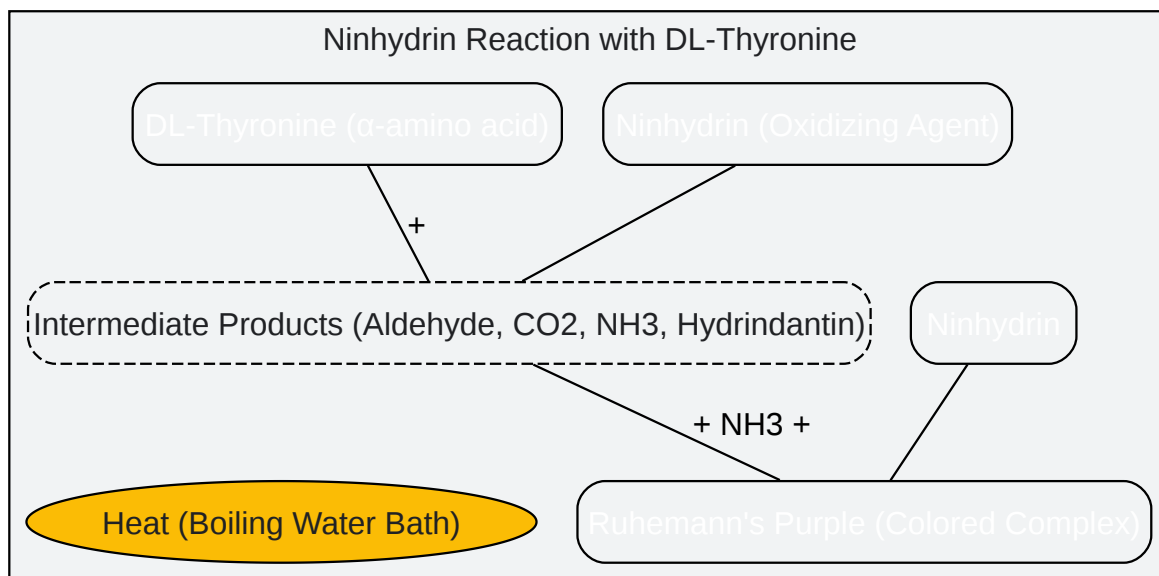 Ninhydrin Reaction with DL-Thyronine
DL-Thyronine (α-amino acid)
Ninhydrin (Oxidizing Agent)
+
Intermediate Products (Aldehyde, CO2, NH3, Hydrindantin)
Ninhydrin
+ NH3 +
Heat (Boiling Water Bath)
Ruhemann's Purple (Colored Complex)